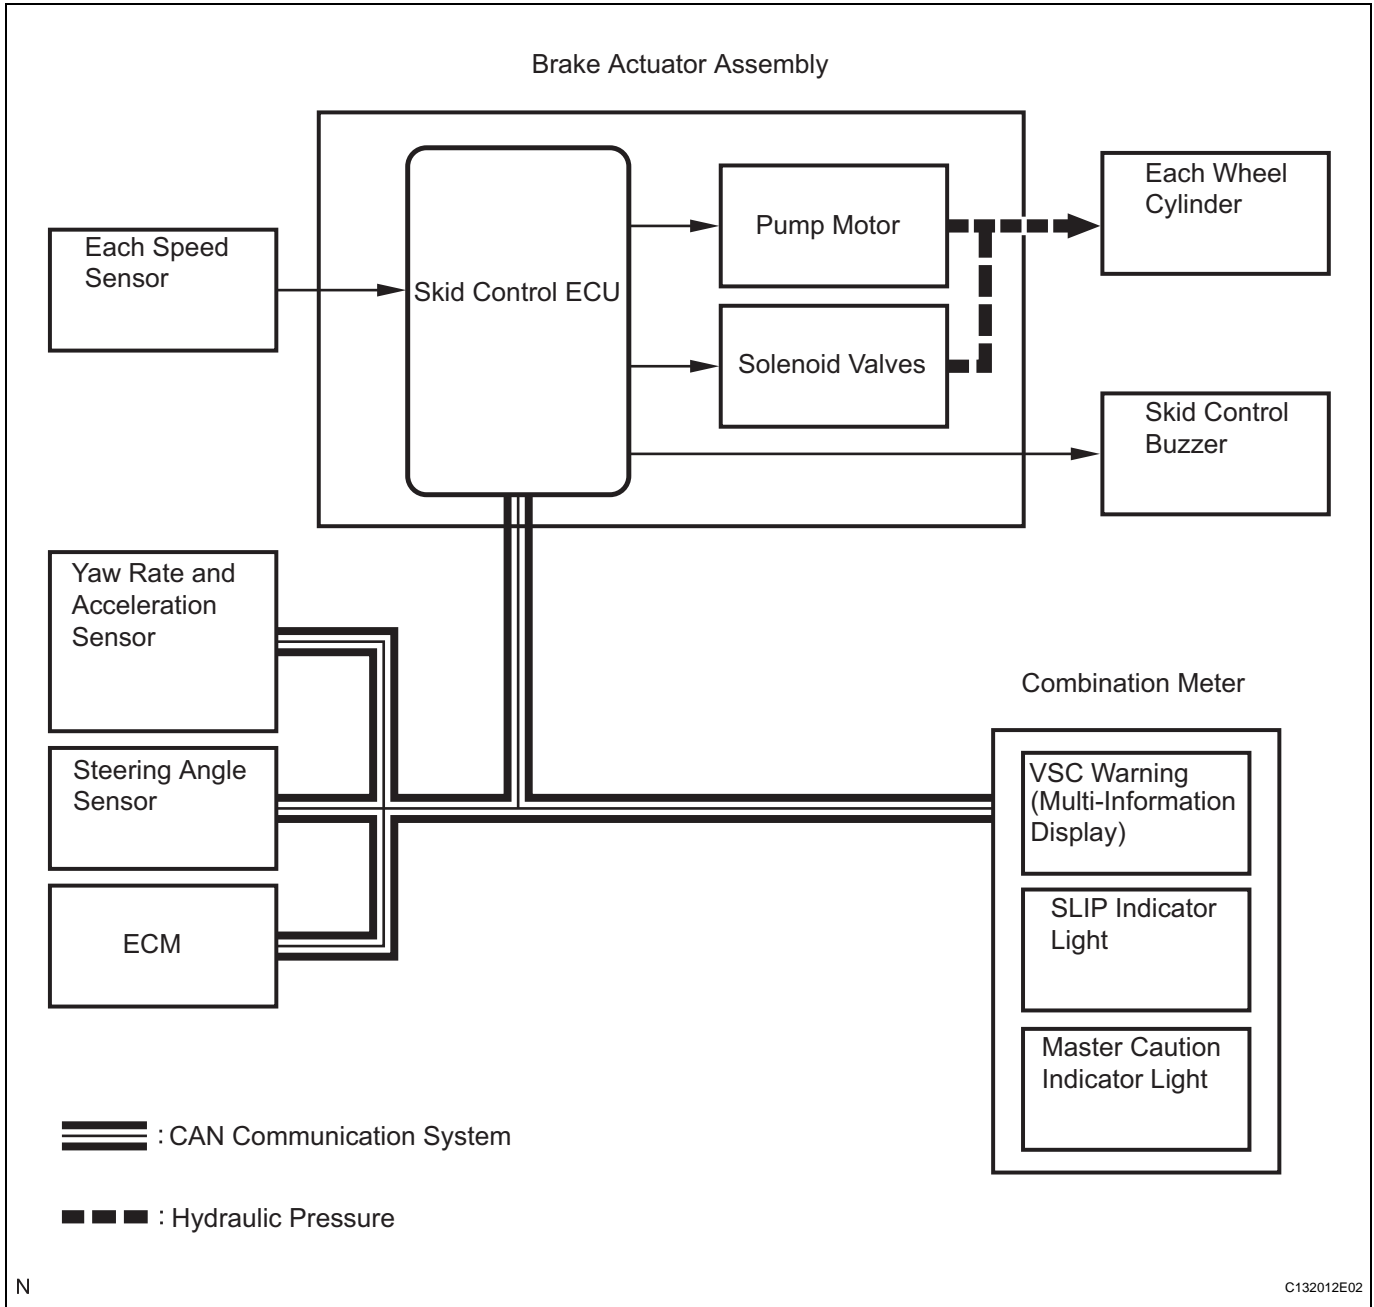 Brake Actuator Assembly
Each Speed
Sensor
Skid Control ECU
Pump Motor
Solenoid Valves
Each Wheel
Cylinder
Skid Control
Buzzer
Yaw Rate and
Acceleration
Sensor
Steering Angle
Sensor
ECM
Combination Meter
VSC Warning
(Multi-Information
Display)
SLIP Indicator
Light
Master Caution
Indicator Light
: CAN Communication System
: Hydraulic Pressure
N
C132012E02